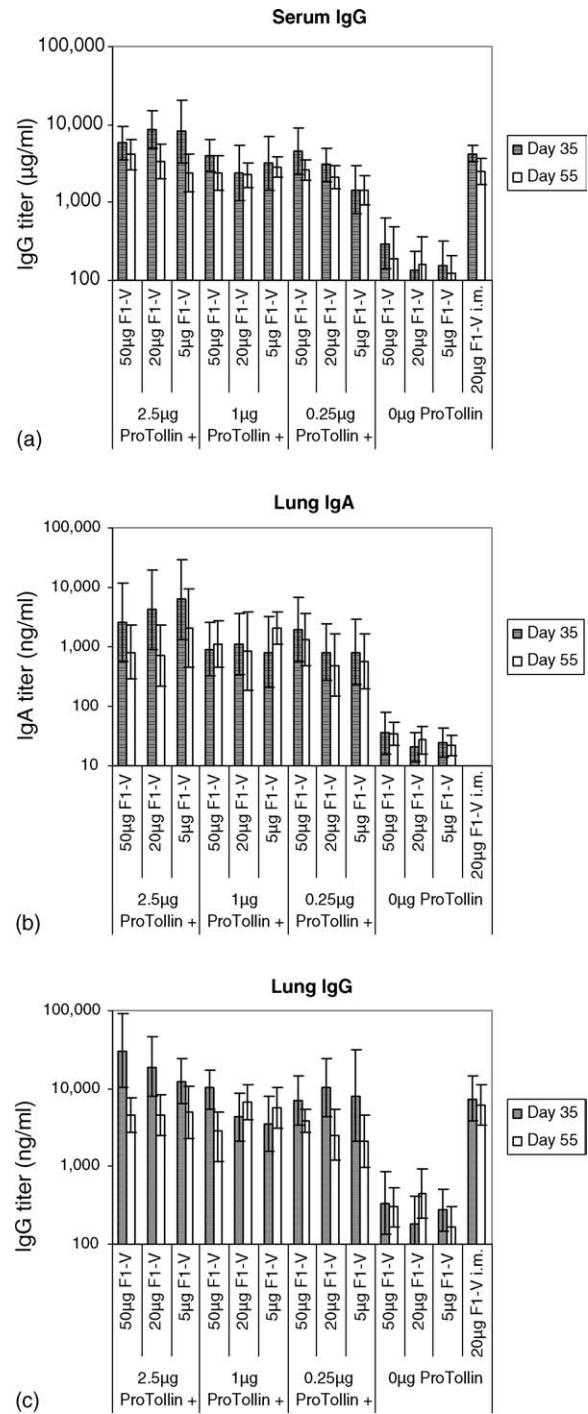 Serum IgG
100,000
10,000
1,000
100
IgG titer (μg/ml)
Day 35
Day 55
50μg F1-V
20μg F1-V
5μg F1-V
50μg F1-V
20μg F1-V
5μg F1-V
50μg F1-V
20μg F1-V
5μg F1-V
50μg F1-V
20μg F1-V
5μg F1-V
20μg F1-V i.m.
2.5μg 1μg 0.25μg 0μg ProTollin
ProTollin + ProTollin + ProTollin +
(a)
Lung IgA
100,000
10,000
1,000
100
10
IgA titer (ng/ml)
Day 35
Day 55
50μg F1-V
20μg F1-V
5μg F1-V
50μg F1-V
20μg F1-V
5μg F1-V
50μg F1-V
20μg F1-V
5μg F1-V
50μg F1-V
20μg F1-V
5μg F1-V
20μg F1-V i.m.
2.5μg 1μg 0.25μg 0μg ProTollin
ProTollin + ProTollin + ProTollin +
(b)
Lung IgG
100,000
10,000
1,000
100
IgG titer (ng/ml)
Day 35
Day 55
50μg F1-V
20μg F1-V
5μg F1-V
50μg F1-V
20μg F1-V
5μg F1-V
50μg F1-V
20μg F1-V
5μg F1-V
50μg F1-V
20μg F1-V
5μg F1-V
20μg F1-V i.m.
2.5μg 1μg 0.25μg 0μg ProTollin
ProTollin + ProTollin + ProTollin +
(c)